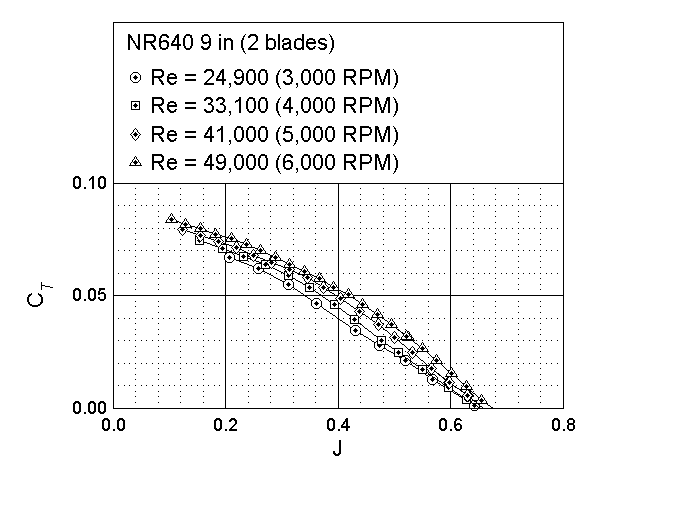 NR640 9 in (2 blades)
Re = 24,900 (3,000 RPM)
Re = 33,100 (4,000 RPM)
Re = 41,000 (5,000 RPM)
Re = 49,000 (6,000 RPM)
0.10
0.05
0.00
C_T
0.0 0.2 0.4 0.6 0.8
J